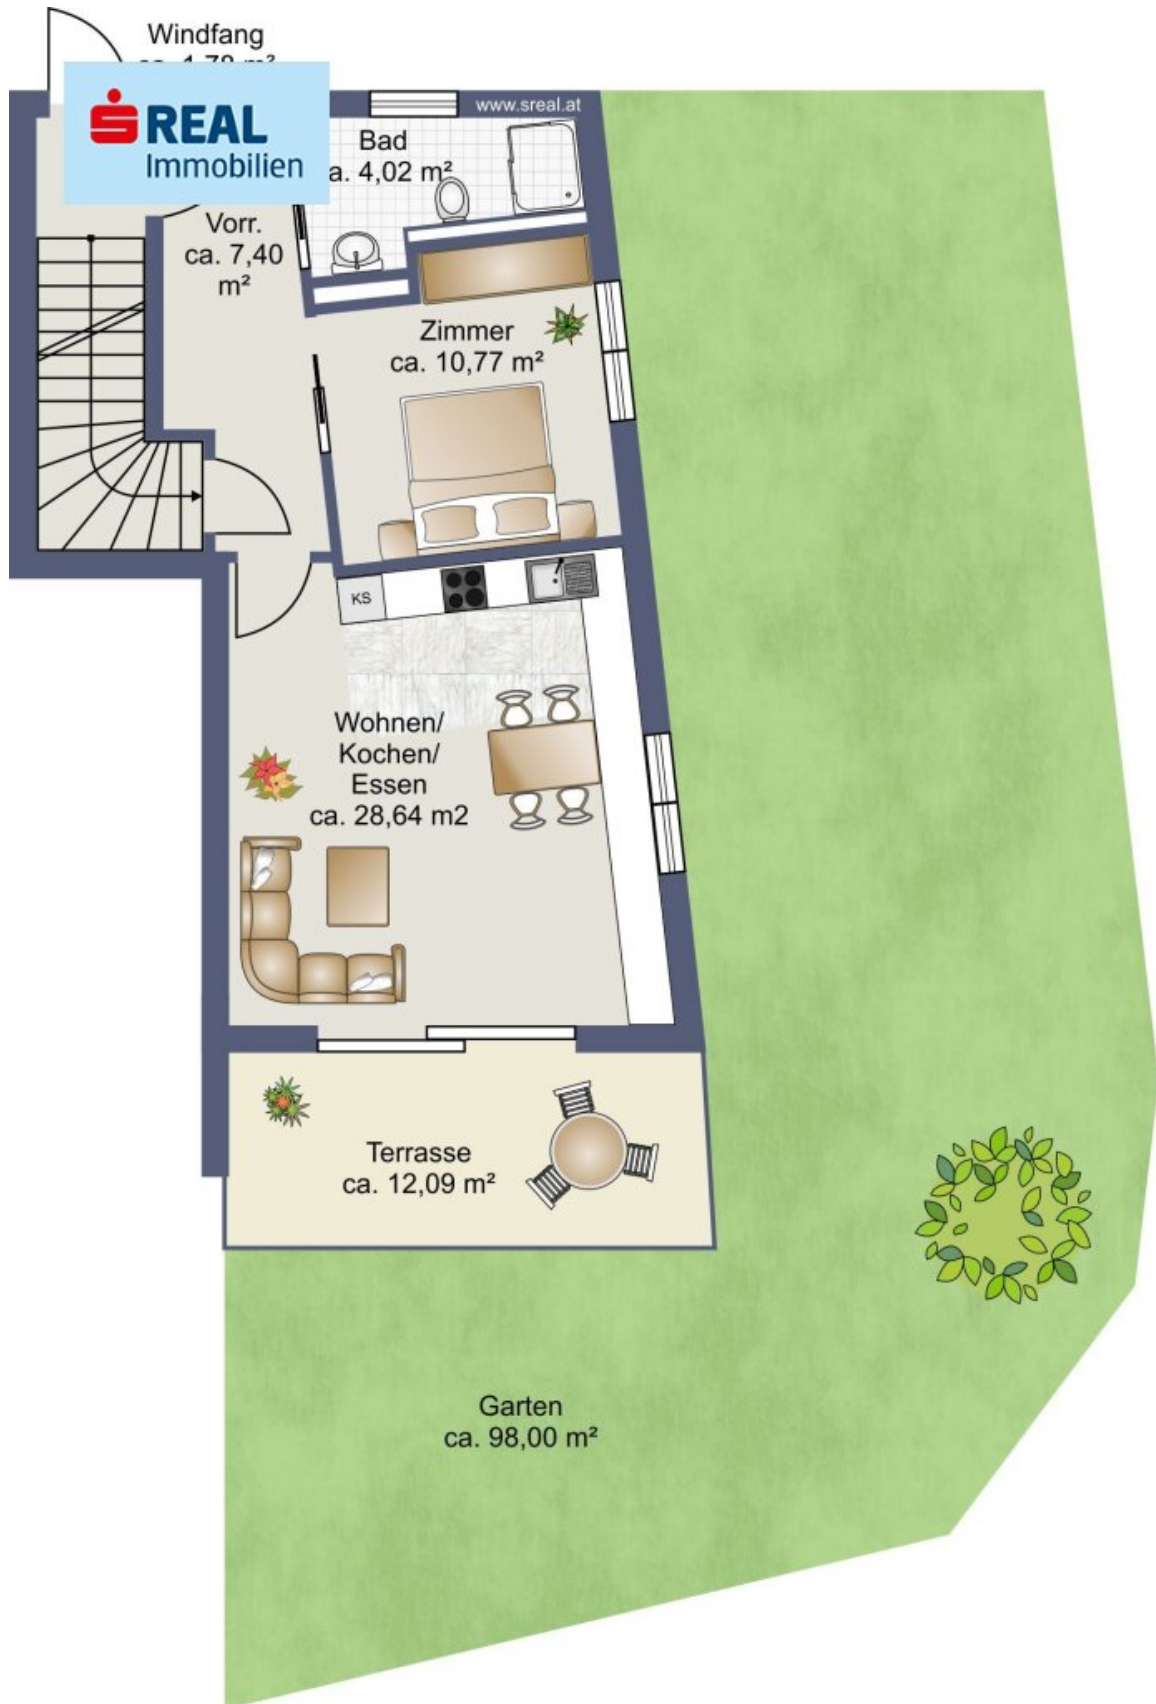 Windfang
www.sreal.at
REAL
Immobilien
Bad
a. 4,02 m²
Vorr.
ca. 7,40
m²
Zimmer
ca. 10,77 m²
KS
Wohnen/
Kochen/
Essen
ca. 28,64 m2
Terrasse
ca. 12,09 m²
Garten
ca. 98,00 m²